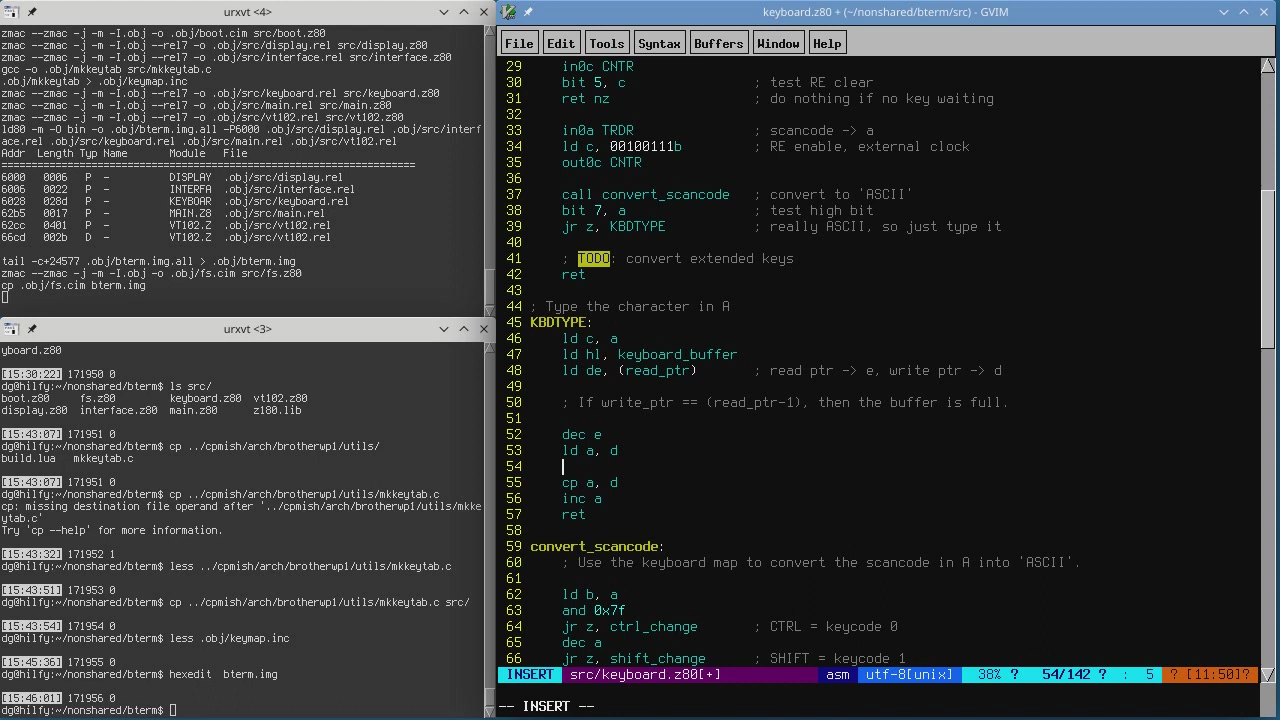 urxvt <4>
zmac --zmac -j -m -I.obj -o .obj/boot.cim src/boot.z80
zmac --zmac -j -m -I.obj --rel7 -o .obj/src/display.rel src/display.z80
zmac --zmac -j -m -I.obj --rel7 -o .obj/src/interface.rel src/interface.z80
gcc -o .obj/mkkeytab src/mkkeytab.c
.obj/mkkeytab > .obj/keymap.inc
zmac --zmac -j -m -I.obj --rel7 -o .obj/src/keyboard.rel src/keyboard.z80
zmac --zmac -j -m -I.obj --rel7 -o .obj/src/main.rel src/main.z80
zmac --zmac -j -m -I.obj --rel7 -o .obj/src/vt102.rel src/vt102.z80
ld80 -m -O bin -o .obj/bterm.img.all -P6000 .obj/src/display.rel .obj/src/interf
ace.rel .obj/src/keyboard.rel .obj/src/main.rel .obj/src/vt102.rel
Addr  Length Typ Name       Module   File
6000  0006  P  -            DISPLAY  .obj/src/display.rel
6006  0022  P  -            INTERFA  .obj/src/interface.rel
6028  028d  P  -            KEYBOAR  .obj/src/keyboard.rel
62b5  0017  P  -            MAIN.Z8  .obj/src/main.rel
62cc  0401  P  -            VT102.Z  .obj/src/vt102.rel
66cd  002b  D  -            VT102.Z  .obj/src/vt102.rel
tail -c+24577 .obj/bterm.img.all > .obj/bterm.img
zmac --zmac -j -m -I.obj -o .obj/fs.cim src/fs.z80
cp .obj/fs.cim bterm.img
urxvt <3>
yboard.z80
[15:30:22] 171950 0
dg@hilfy:~/nonshared/bterm$ ls src/
boot.z80     fs.z80         keyboard.z80  vt102.z80
display.z80  interface.z80  main.z80      z180.lib
[15:43:07] 171951 0
dg@hilfy:~/nonshared/bterm$ cp ../cpmish/arch/brotherwp1/utils/
build.lua   mkkeytab.c
[15:43:07] 171951 0
dg@hilfy:~/nonshared/bterm$ cp ../cpmish/arch/brotherwp1/utils/mkkeytab.c
cp: missing destination file operand after '../cpmish/arch/brotherwp1/utils/mkke
ytab.c'
Try 'cp --help' for more information.
[15:43:32] 171952 1
dg@hilfy:~/nonshared/bterm$ less ../cpmish/arch/brotherwp1/utils/mkkeytab.c
[15:43:51] 171953 0
dg@hilfy:~/nonshared/bterm$ cp ../cpmish/arch/brotherwp1/utils/mkkeytab.c src/
[15:43:54] 171954 0
dg@hilfy:~/nonshared/bterm$ less .obj/keymap.inc
[15:45:36] 171955 0
dg@hilfy:~/nonshared/bterm$ hexedit  bterm.img
[15:46:01] 171956 0
dg@hilfy:~/nonshared/bterm$
keyboard.z80 + (~/nonshared/bterm/src) - GVIM
File Edit Tools Syntax Buffers Window Help
29     in0c CNTR
30     bit 5, c                ; test RE clear
31     ret nz                  ; do nothing if no key waiting
32
33     in0a TRDR               ; scancode -> a
34     ld c, 00100111b         ; RE enable, external clock
35     out0c CNTR
36
37     call convert_scancode   ; convert to 'ASCII'
38     bit 7, a                ; test high bit
39     jr z, KBDTYPE           ; really ASCII, so just type it
40
41     ; TODO: convert extended keys
42     ret
43
44 ; Type the character in A
45 KBDTYPE:
46     ld c, a
47     ld hl, keyboard_buffer
48     ld de, (read_ptr)       ; read ptr -> e, write ptr -> d
49
50     ; If write_ptr == (read_ptr-1), then the buffer is full.
51
52     dec e
53     ld a, d
54
55     cp a, d
56     inc a
57     ret
58
59 convert_scancode:
60     ; Use the keyboard map to convert the scancode in A into 'ASCII'.
61
62     ld b, a
63     and 0x7f
64     jr z, ctrl_change       ; CTRL = keycode 0
65     dec a
66     jr z, shift_change      ; SHIFT = keycode 1
INSERT src/keyboard.z80[+] asm utf-8[unix] 38% ? 54/142 ? : 5 ? [11:50]?
-- INSERT --